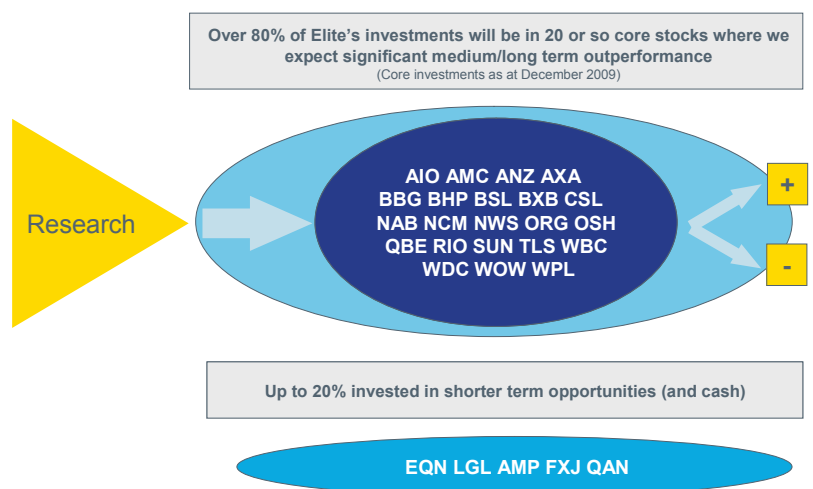 Over 80% of Elite’s investments will be in 20 or so core stocks where we
expect significant medium/long term outperformance
(Core investments as at December 2009)
Research
AIO AMC ANZ AXA
BBG BHP BSL BXB CSL
NAB NCM NWS ORG OSH
QBE RIO SUN TLS WBC
WDC WOW WPL
+
-
Up to 20% invested in shorter term opportunities (and cash)
EQN LGL AMP FXJ QAN